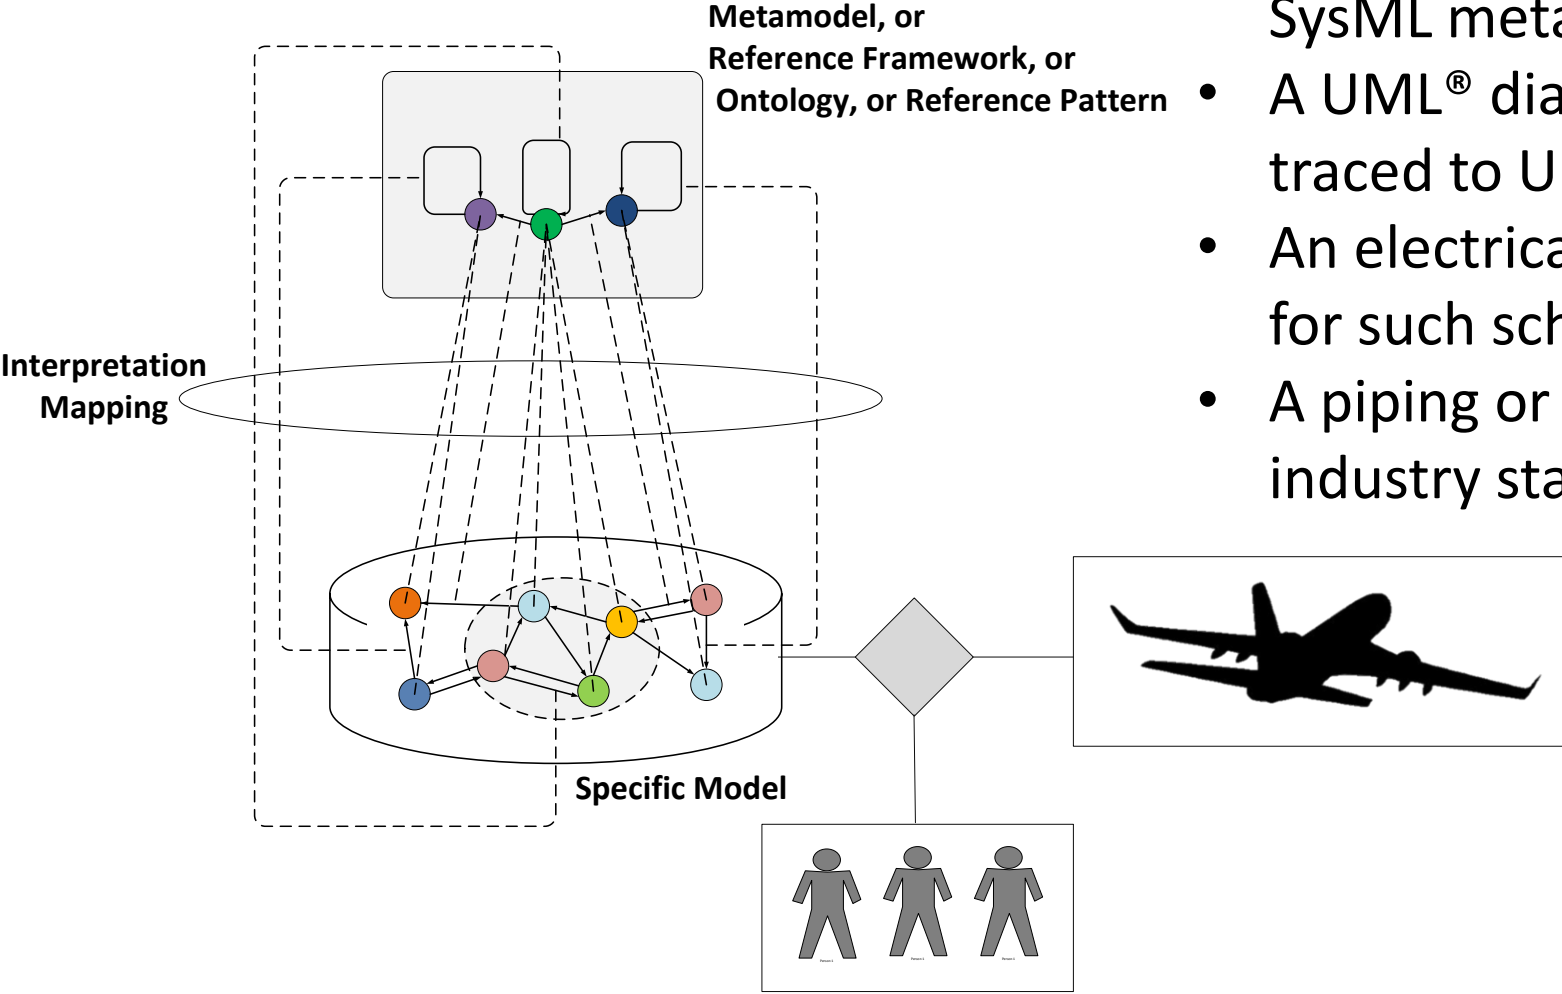 Metamodel, or
Reference Framework, or
Ontology, or Reference Pattern
Interpretation
Mapping
Specific Model
SysML meta
• A UML® dia
traced to U
• An electrica
for such sch
• A piping or
industry sta